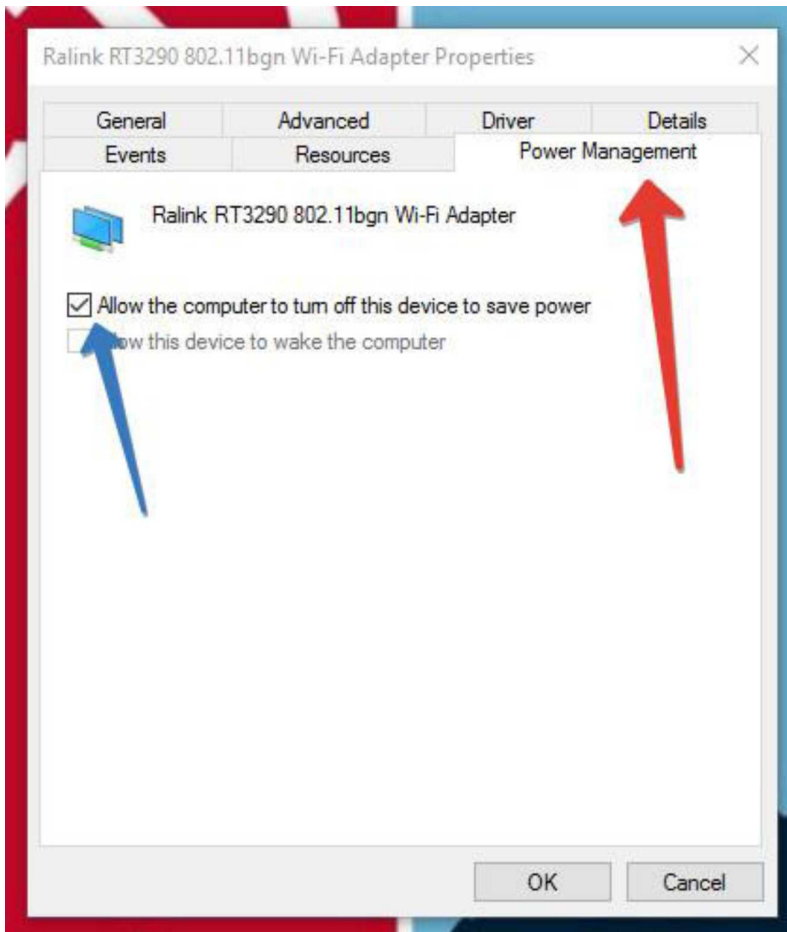 Ralink RT3290 802.11bgn Wi-Fi Adapter Properties
General Advanced Driver Details
Events Resources Power Management
Ralink RT3290 802.11bgn Wi-Fi Adapter
Allow the computer to turn off this device to save power
this device to wake the computer
OK Cancel